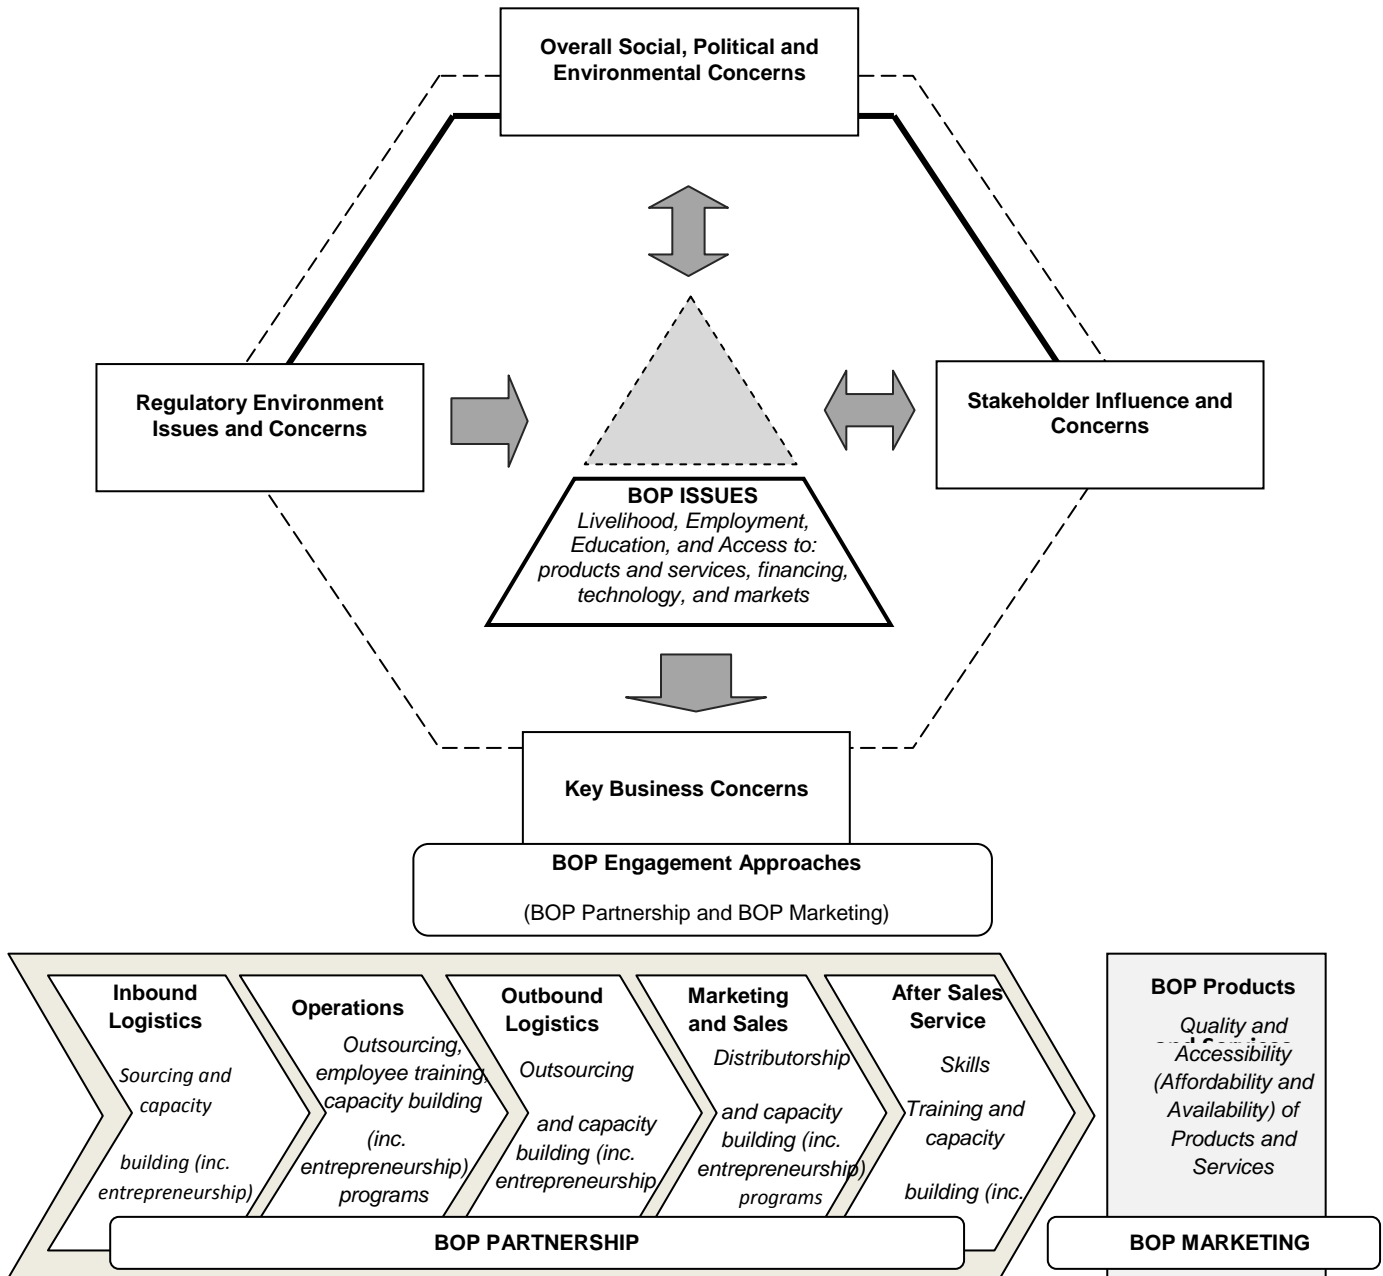 Overall Social, Political and
Environmental Concerns
Regulatory Environment
Issues and Concerns
Stakeholder Influence and
Concerns
BOP ISSUES
Livelihood, Employment,
Education, and Access to:
products and services, financing,
technology, and markets
Key Business Concerns
BOP Engagement Approaches
(BOP Partnership and BOP Marketing)
Inbound
Logistics
Sourcing and
capacity
building (inc.
entrepreneurship)
Operations
Outsourcing,
employee training,
capacity building
(inc.
entrepreneurship)
programs
Outbound
Logistics
Outsourcing
and capacity
building (inc.
entrepreneurship
Marketing
and Sales
Distributorship
and capacity
building (inc.
entrepreneurship)
programs
After Sales
Service
Skills
Training and
capacity
building (inc.
BOP Products
Quality and
Accessibility
(Affordability and
Availability) of
Products and
Services
BOP PARTNERSHIP
BOP MARKETING